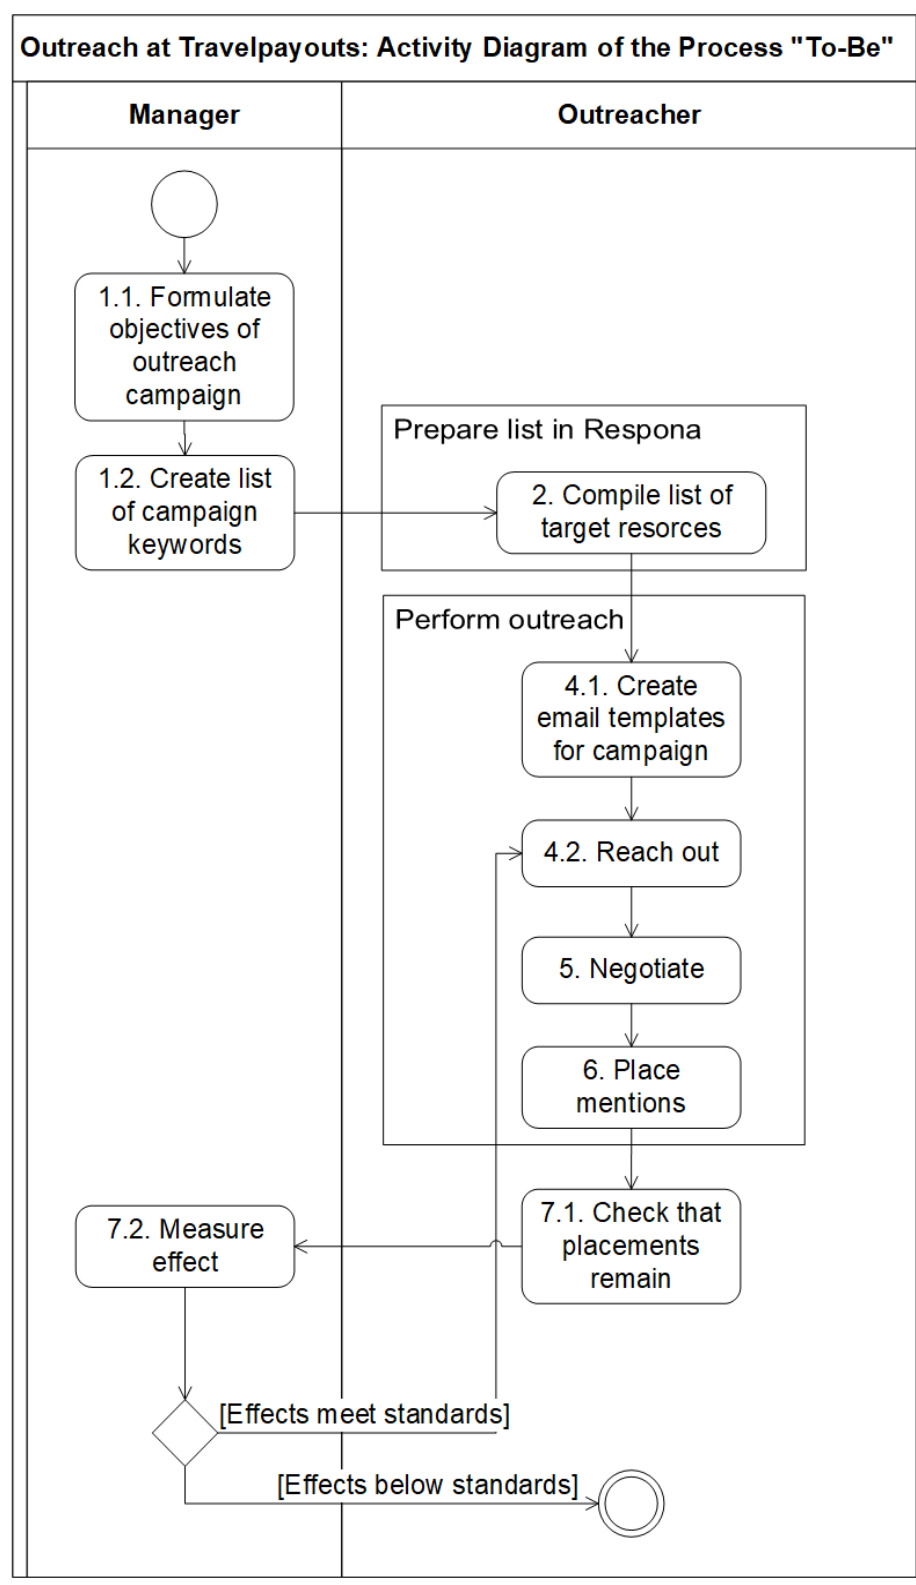 Outreach at Travelpayouts: Activity Diagram of the Process "To-Be"
Manager
Outreacher
1.1. Formulate
objectives of
outreach
campaign
1.2. Create list
of campaign
keywords
Prepare list in Respona
2. Compile list of
target resorces
Perform outreach
4.1. Create
email templates
for campaign
4.2. Reach out
5. Negotiate
6. Place
mentions
7.1. Check that
placements
remain
7.2. Measure
effect
[Effects meet standards]
[Effects below standards]